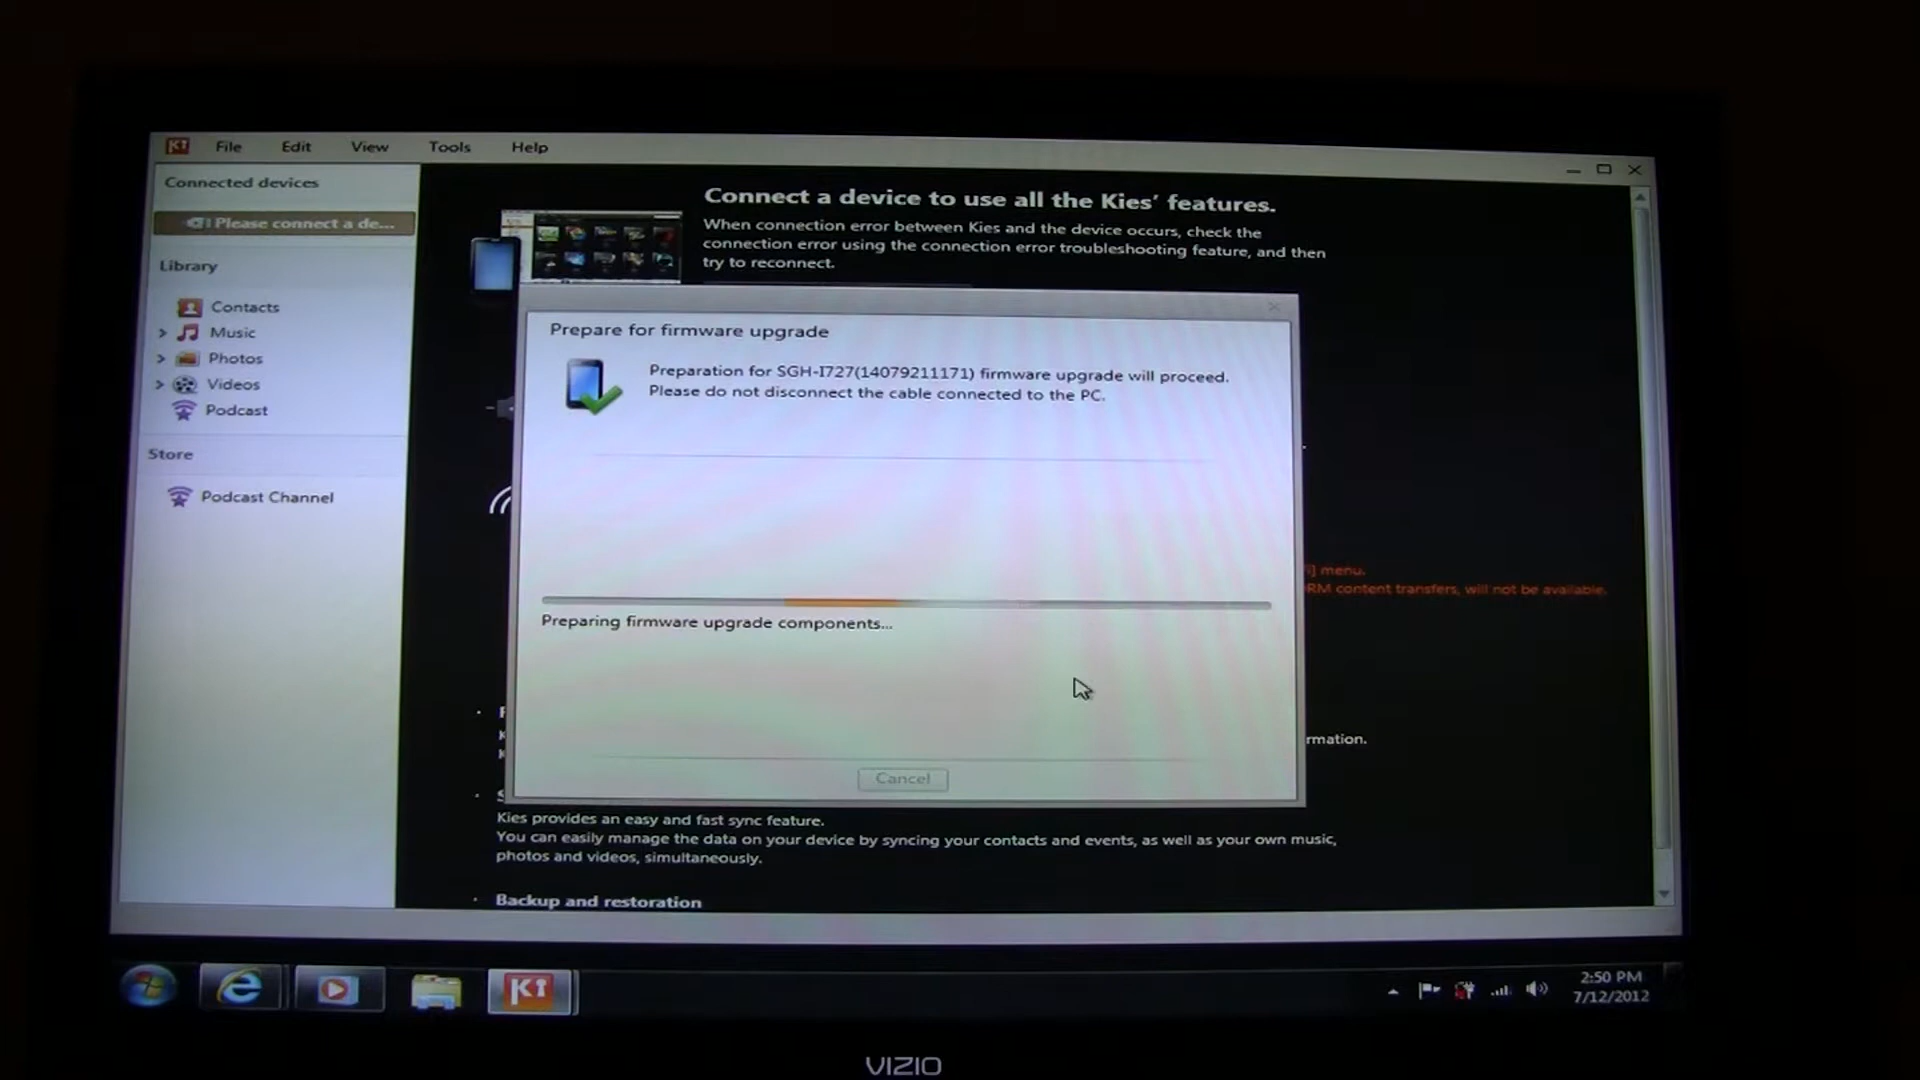 File Edit View Tools Help
Connected devices
Please connect a de...
Library
Contacts
Music
Photos
Videos
Podcast
Store
Podcast Channel
Connect a device to use all the Kies' features.
When connection error between Kies and the device occurs, check the
connection error using the connection error troubleshooting feature, and then
try to reconnect.
Prepare for firmware upgrade
Preparation for SGH-I727(14079211171) firmware upgrade will proceed.
Please do not disconnect the cable connected to the PC.
] menu.
RM content transfers, will not be available.
Preparing firmware upgrade components...
rmation.
Cancel
Kies provides an easy and fast sync feature.
You can easily manage the data on your device by syncing your contacts and events, as well as your own music,
photos and videos, simultaneously.
Backup and restoration
2:50 PM
7/12/2012
VIZIO